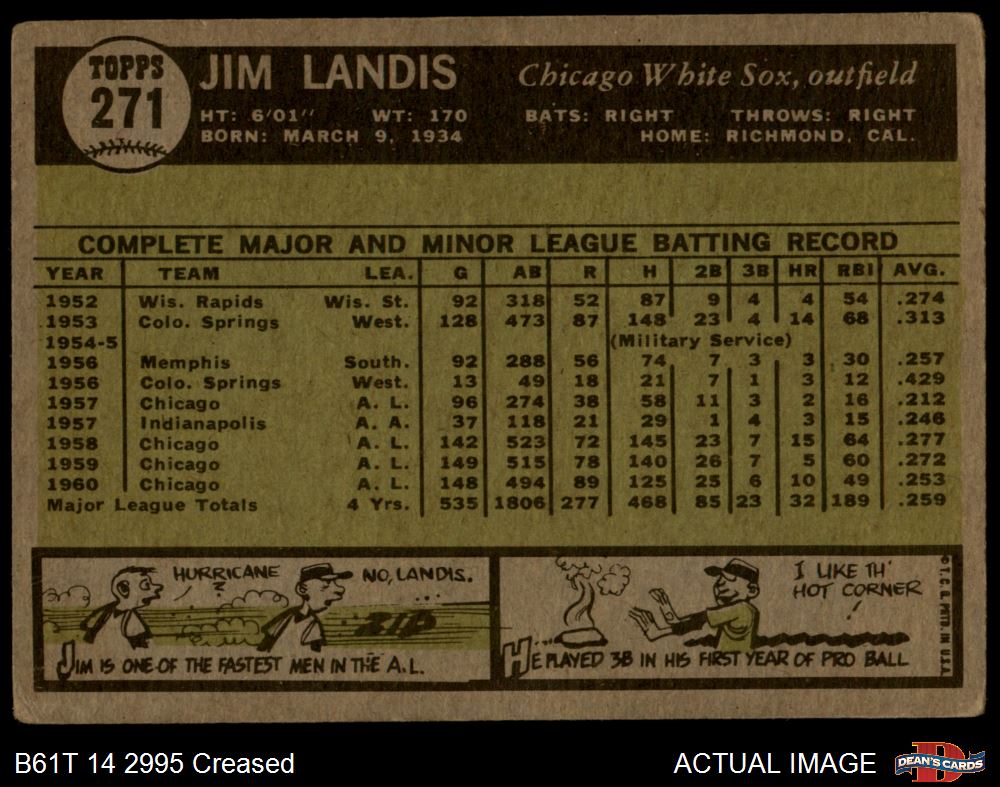 TOPPS
271
JIM LANDIS
Chicago White Sox, outfield
HT: 6'01" WT: 170 BATS: RIGHT THROWS: RIGHT
BORN: MARCH 9, 1934 HOME: RICHMOND, CAL.
COMPLETE MAJOR AND MINOR LEAGUE BATTING RECORD
YEAR TEAM LEA. G AB R H 2B 3B HR RBI AVG.
1952 Wis. Rapids Wis. St. 92 318 52 87 9 4 4 54 .274
1953 Colo. Springs West. 128 473 87 148 23 4 14 68 .313
1954-5 (Military Service)
1956 Memphis South. 92 288 56 74 7 3 3 30 .257
1956 Colo. Springs West. 13 49 18 21 7 1 3 12 .429
1957 Chicago A. L. 96 274 38 58 11 3 2 16 .212
1957 Indianapolis A. A. 37 118 21 29 1 4 3 15 .246
1958 Chicago A. L. 142 523 72 145 23 7 15 64 .277
1959 Chicago A. L. 149 515 78 140 26 7 5 60 .272
1960 Chicago A. L. 148 494 89 125 25 6 10 49 .253
Major League Totals 4 Yrs. 535 1806 277 468 85 23 32 189 .259
HURRICANE
?
NO, LANDIS.
ZIP
JIM IS ONE OF THE FASTEST MEN IN THE A.L.
I LIKE TH'
HOT CORNER
!
HE PLAYED 3B IN HIS FIRST YEAR OF PRO BALL
© T.C.G. PRTD. IN U.S.A.
B61T 14 2995 Creased
ACTUAL IMAGE
DEAN'S CARDS